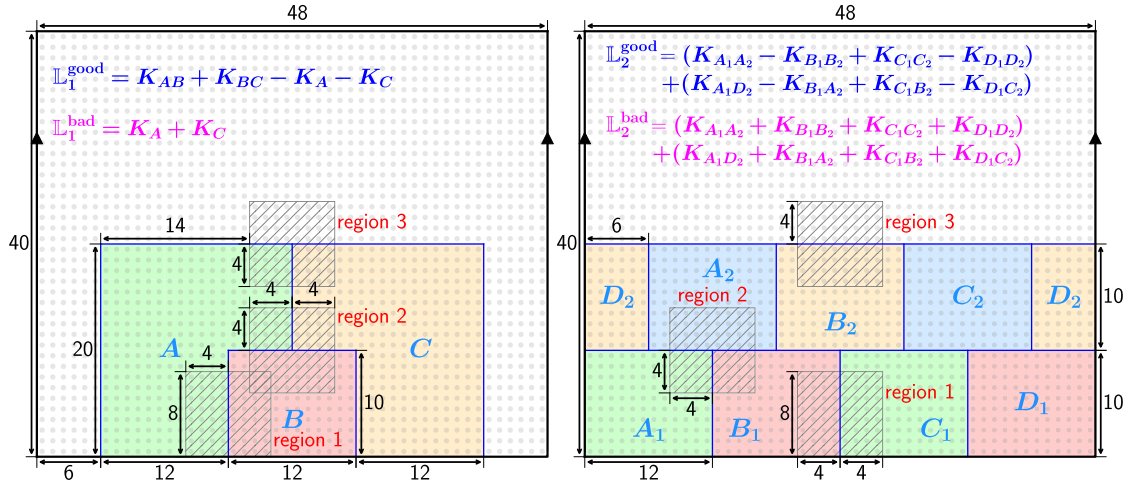 48
𝕃₁^good = K_AB + K_BC − K_A − K_C
𝕃₁^bad = K_A + K_C
region 3
14
40
4
4
4
region 2
4
A
C
20
4
8
B
10
region 1
6
12
12
12
48
𝕃₂^good = (K_A₁A₂ − K_B₁B₂ + K_C₁C₂ − K_D₁D₂)
+(K_A₁D₂ − K_B₁A₂ + K_C₁B₂ − K_D₁C₂)
𝕃₂^bad = (K_A₁A₂ + K_B₁B₂ + K_C₁C₂ + K_D₁D₂)
+(K_A₁D₂ + K_B₁A₂ + K_C₁B₂ + K_D₁C₂)
6
4
region 3
40
A₂
region 2
D₂
B₂
C₂
D₂
10
4
4
8
region 1
A₁
B₁
C₁
D₁
10
12
4
4